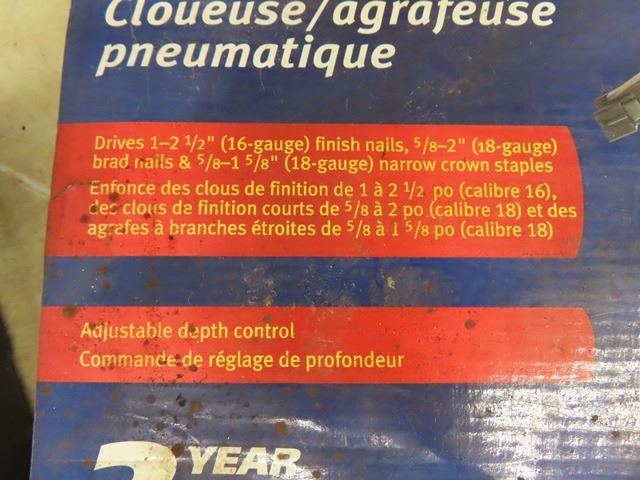 Cloueuse/agrafeuse
pneumatique
Drives 1–2 1/2" (16-gauge) finish nails, 5/8–2" (18-gauge)
brad nails & 5/8–1 5/8" (18-gauge) narrow crown staples
Enfonce des clous de finition de 1 à 2 1/2 po (calibre 16),
des clous de finition courts de 5/8 à 2 po (calibre 18) et des
agrafes à branches étroites de 5/8 à 1 5/8 po (calibre 18)
Adjustable depth control
Commande de réglage de profondeur
YEAR